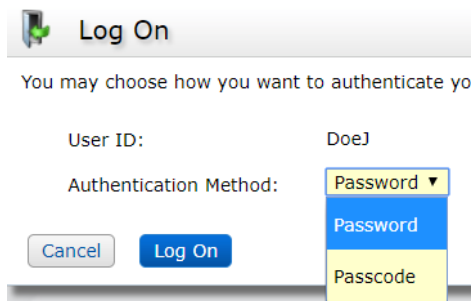 Log On
You may choose how you want to authenticate yo
User ID: DoeJ
Authentication Method: Password ▼
Password
Cancel Log On
Passcode